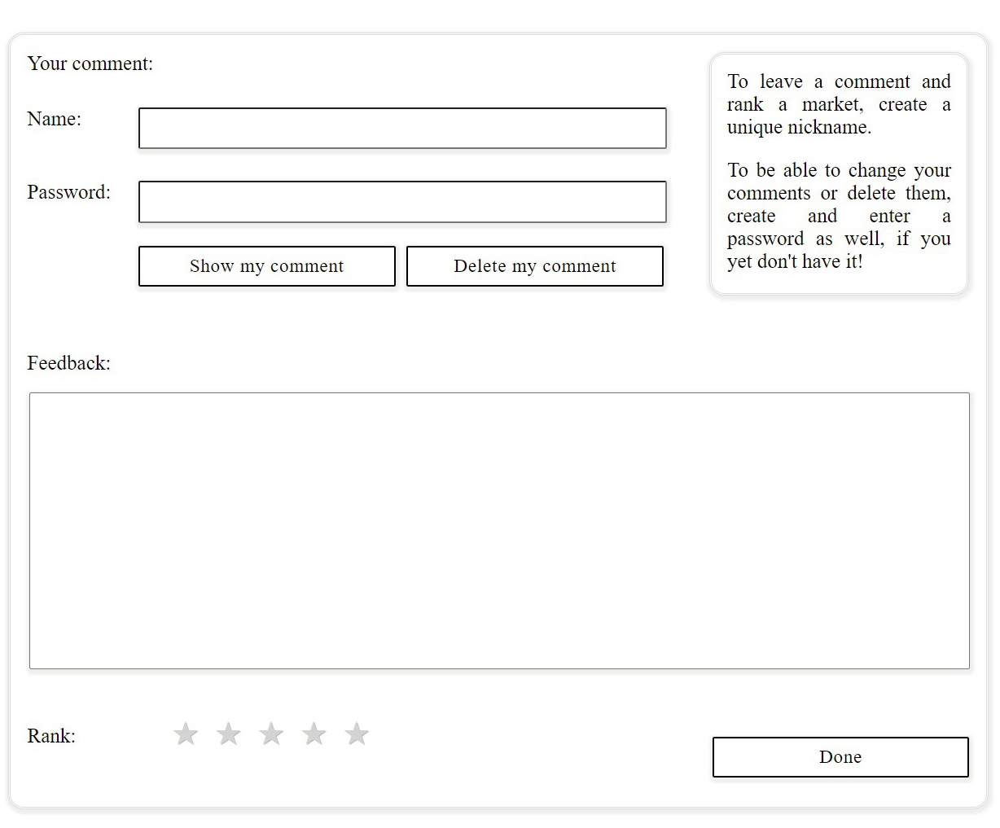 Your comment:
To leave a comment and
rank a market, create a
unique nickname.
To be able to change your
comments or delete them,
create and enter a
password as well, if you
yet don't have it!
Name:
Password:
Show my comment
Delete my comment
Feedback:
Rank:
Done